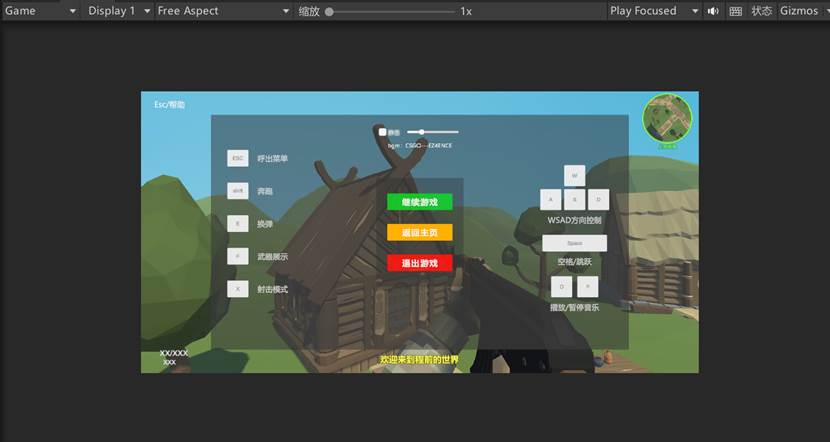 Game Display 1 Free Aspect 缩放 1x Play Focused 状态 Gizmos
Esc/帮助
静音
bgm：CSGO----EZ4ENCE
ESC 呼出菜单
shift 奔跑
换弹
武器展示
X 射击模式
继续游戏
返回主页
退出游戏
W
A S D
WSAD方向控制
Space
空格/跳跃
播放/暂停音乐
XX/XXX
XXX
欢迎来到程前的世界